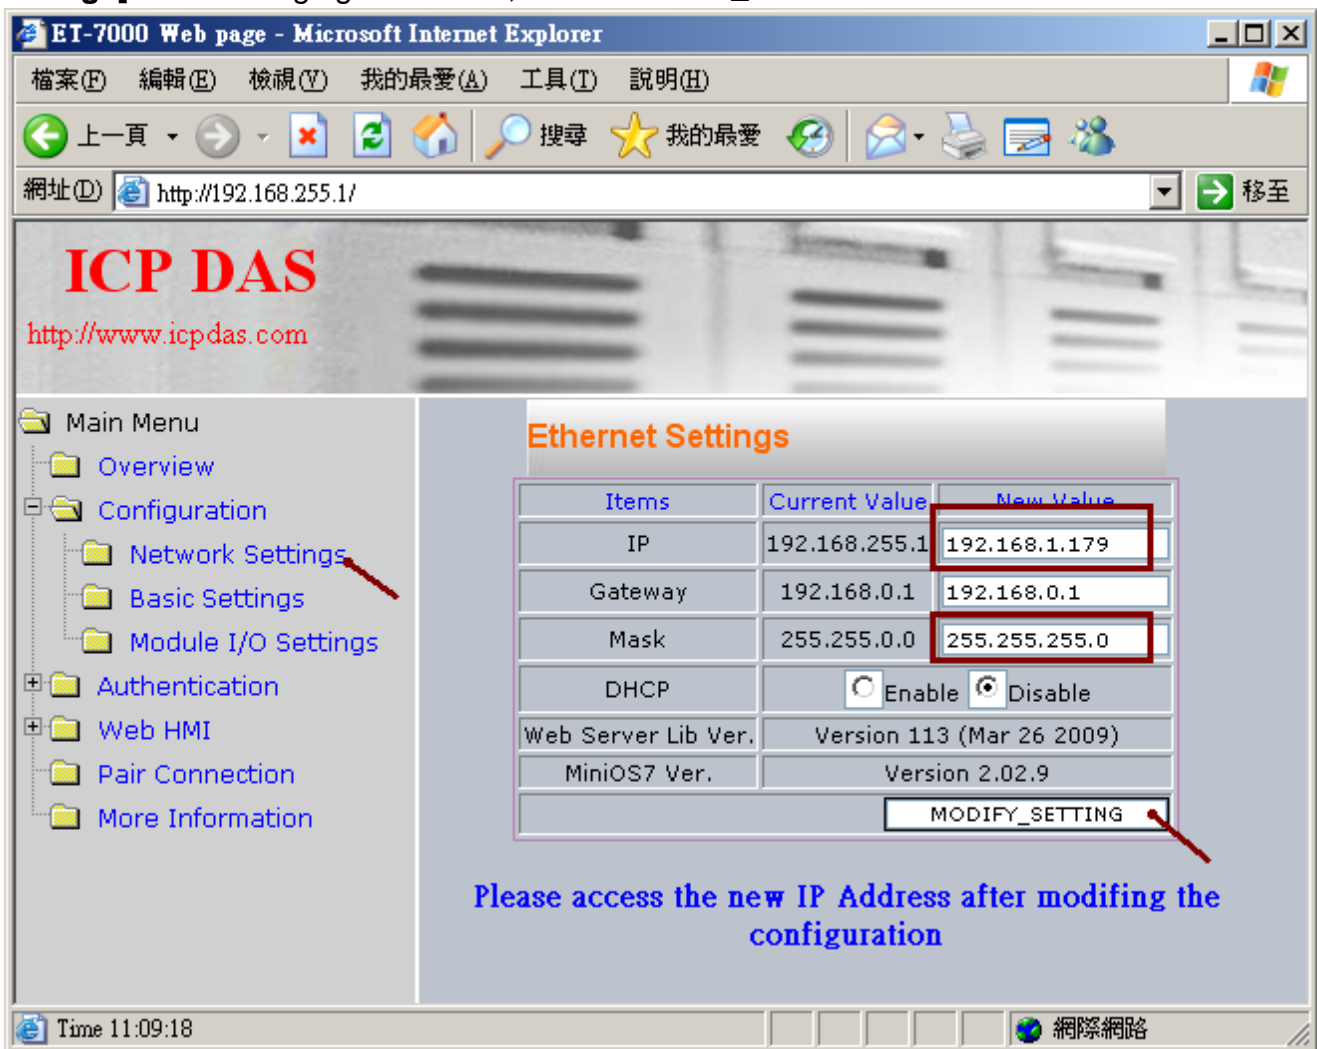 ET-7000 Web page - Microsoft Internet Explorer
檔案(F) 編輯(E) 檢視(V) 我的最愛(A) 工具(T) 說明(H)
上一頁 搜尋 我的最愛
網址(D) http://192.168.255.1/ 移至
ICP DAS
http://www.icpdas.com
Main Menu
Overview
Configuration
Network Settings
Basic Settings
Module I/O Settings
Authentication
Web HMI
Pair Connection
More Information
Ethernet Settings
Items Current Value New Value
IP 192.168.255.1 192.168.1.179
Gateway 192.168.0.1 192.168.0.1
Mask 255.255.0.0 255.255.255.0
DHCP Enable Disable
Web Server Lib Ver. Version 113 (Mar 26 2009)
MiniOS7 Ver. Version 2.02.9
MODIFY_SETTING
Please access the new IP Address after modifing the
configuration
Time 11:09:18 網際網路